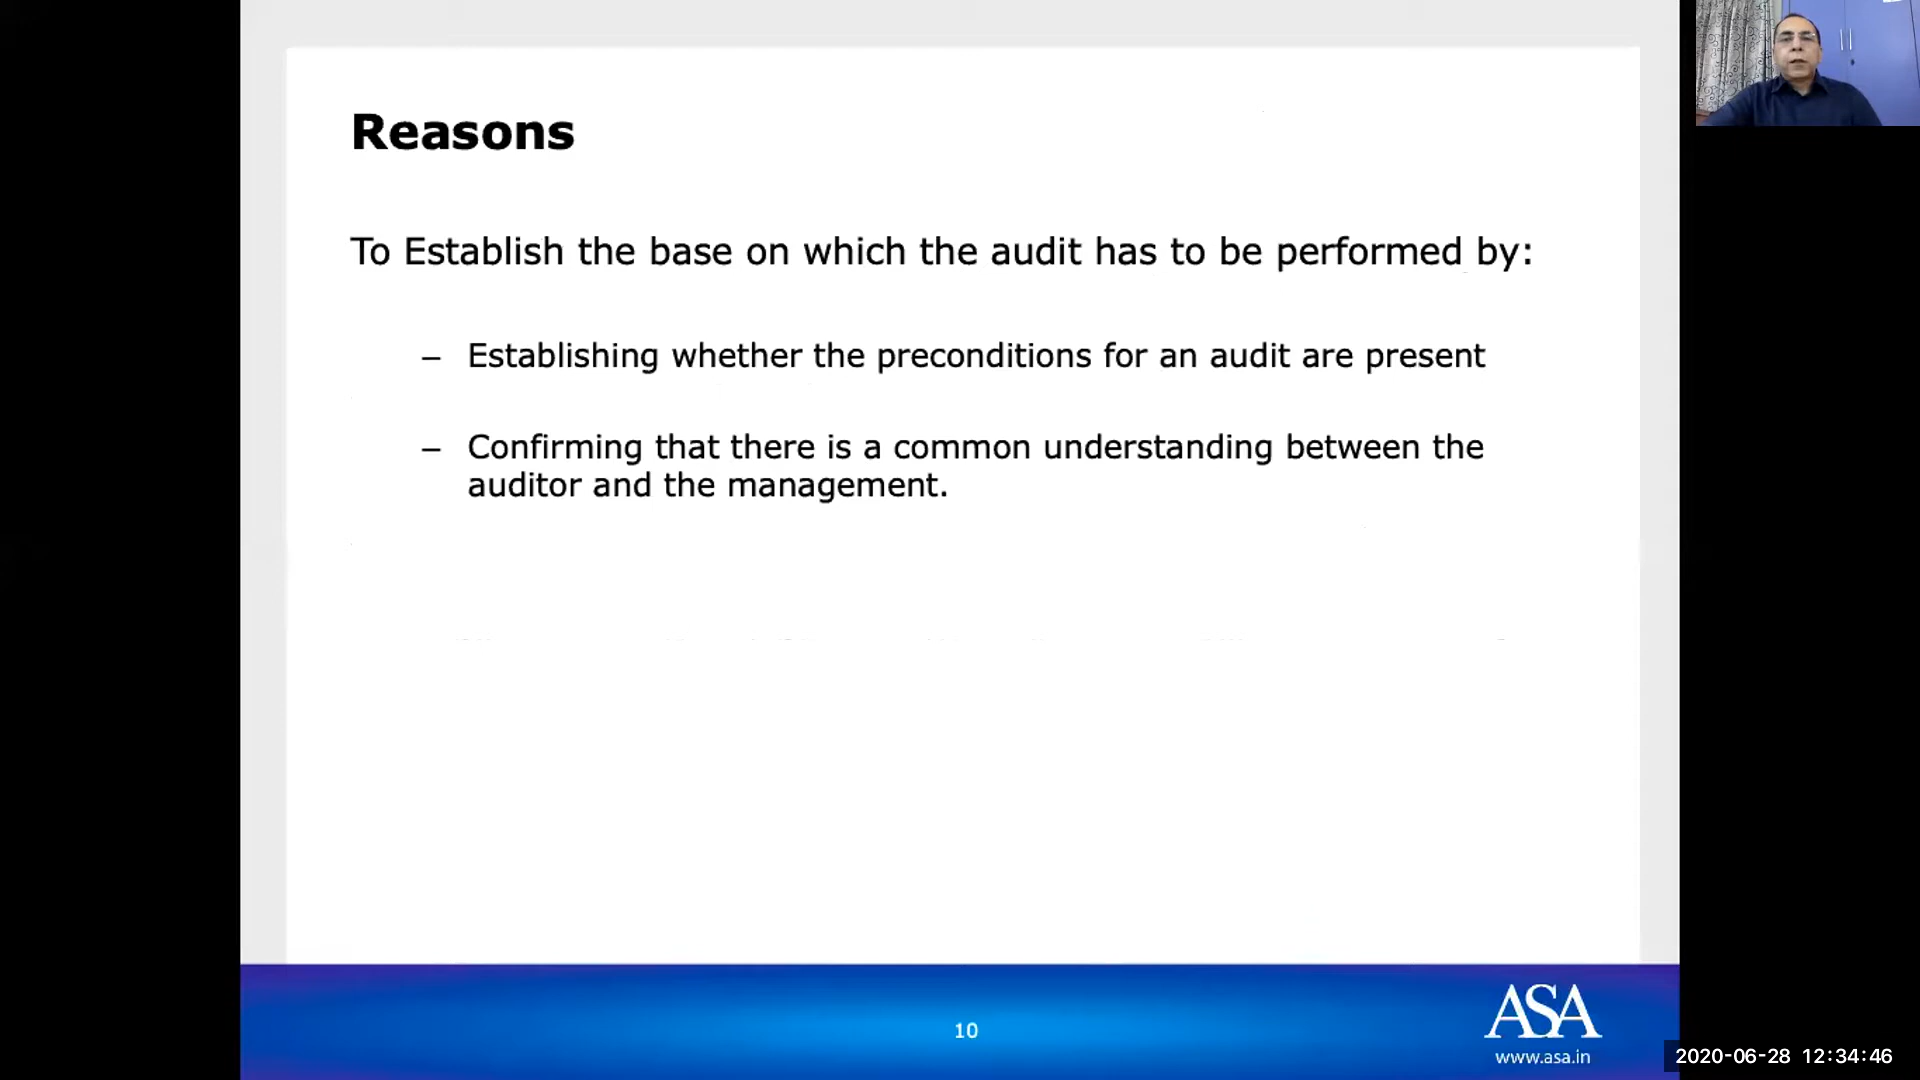 Reasons
To Establish the base on which the audit has to be performed by:
– Establishing whether the preconditions for an audit are present
– Confirming that there is a common understanding between the
auditor and the management.
10
ASA
www.asa.in
2020-06-28 12:34:46